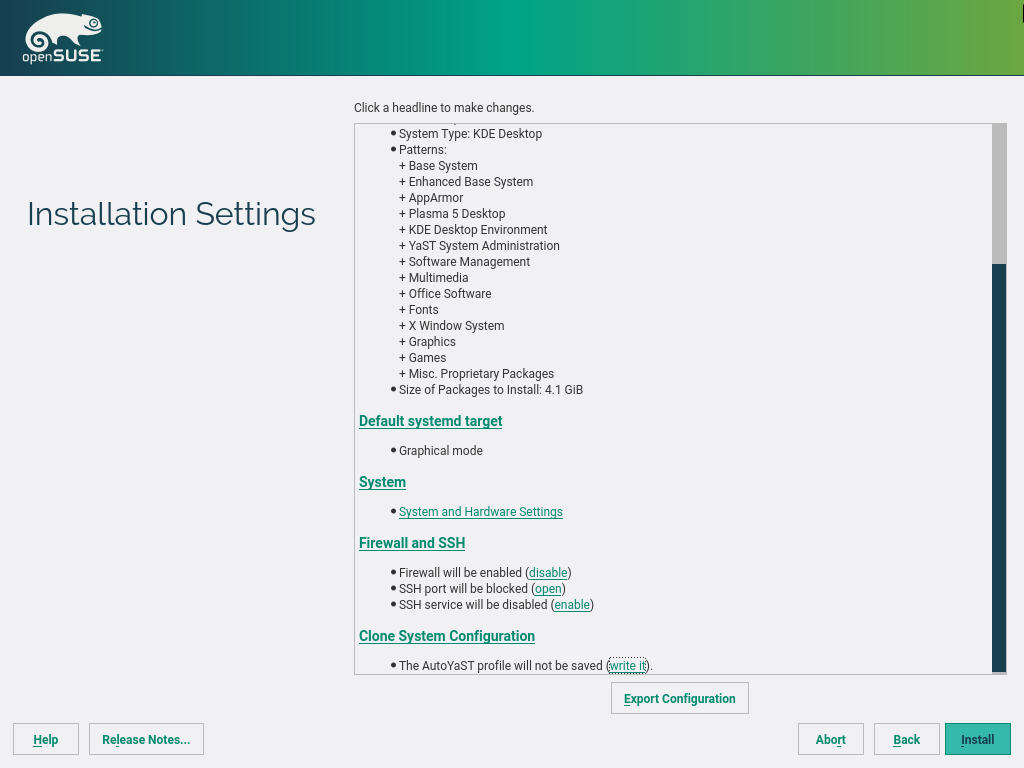 openSUSE
Click a headline to make changes.
Installation Settings
System Type: KDE Desktop
Patterns:
+ Base System
+ Enhanced Base System
+ AppArmor
+ Plasma 5 Desktop
+ KDE Desktop Environment
+ YaST System Administration
+ Software Management
+ Multimedia
+ Office Software
+ Fonts
+ X Window System
+ Graphics
+ Games
+ Misc. Proprietary Packages
Size of Packages to Install: 4.1 GiB
Default systemd target
Graphical mode
System
System and Hardware Settings
Firewall and SSH
Firewall will be enabled (disable)
SSH port will be blocked (open)
SSH service will be disabled (enable)
Clone System Configuration
The AutoYaST profile will not be saved (write it).
Export Configuration
Help
Release Notes...
Abort
Back
Install